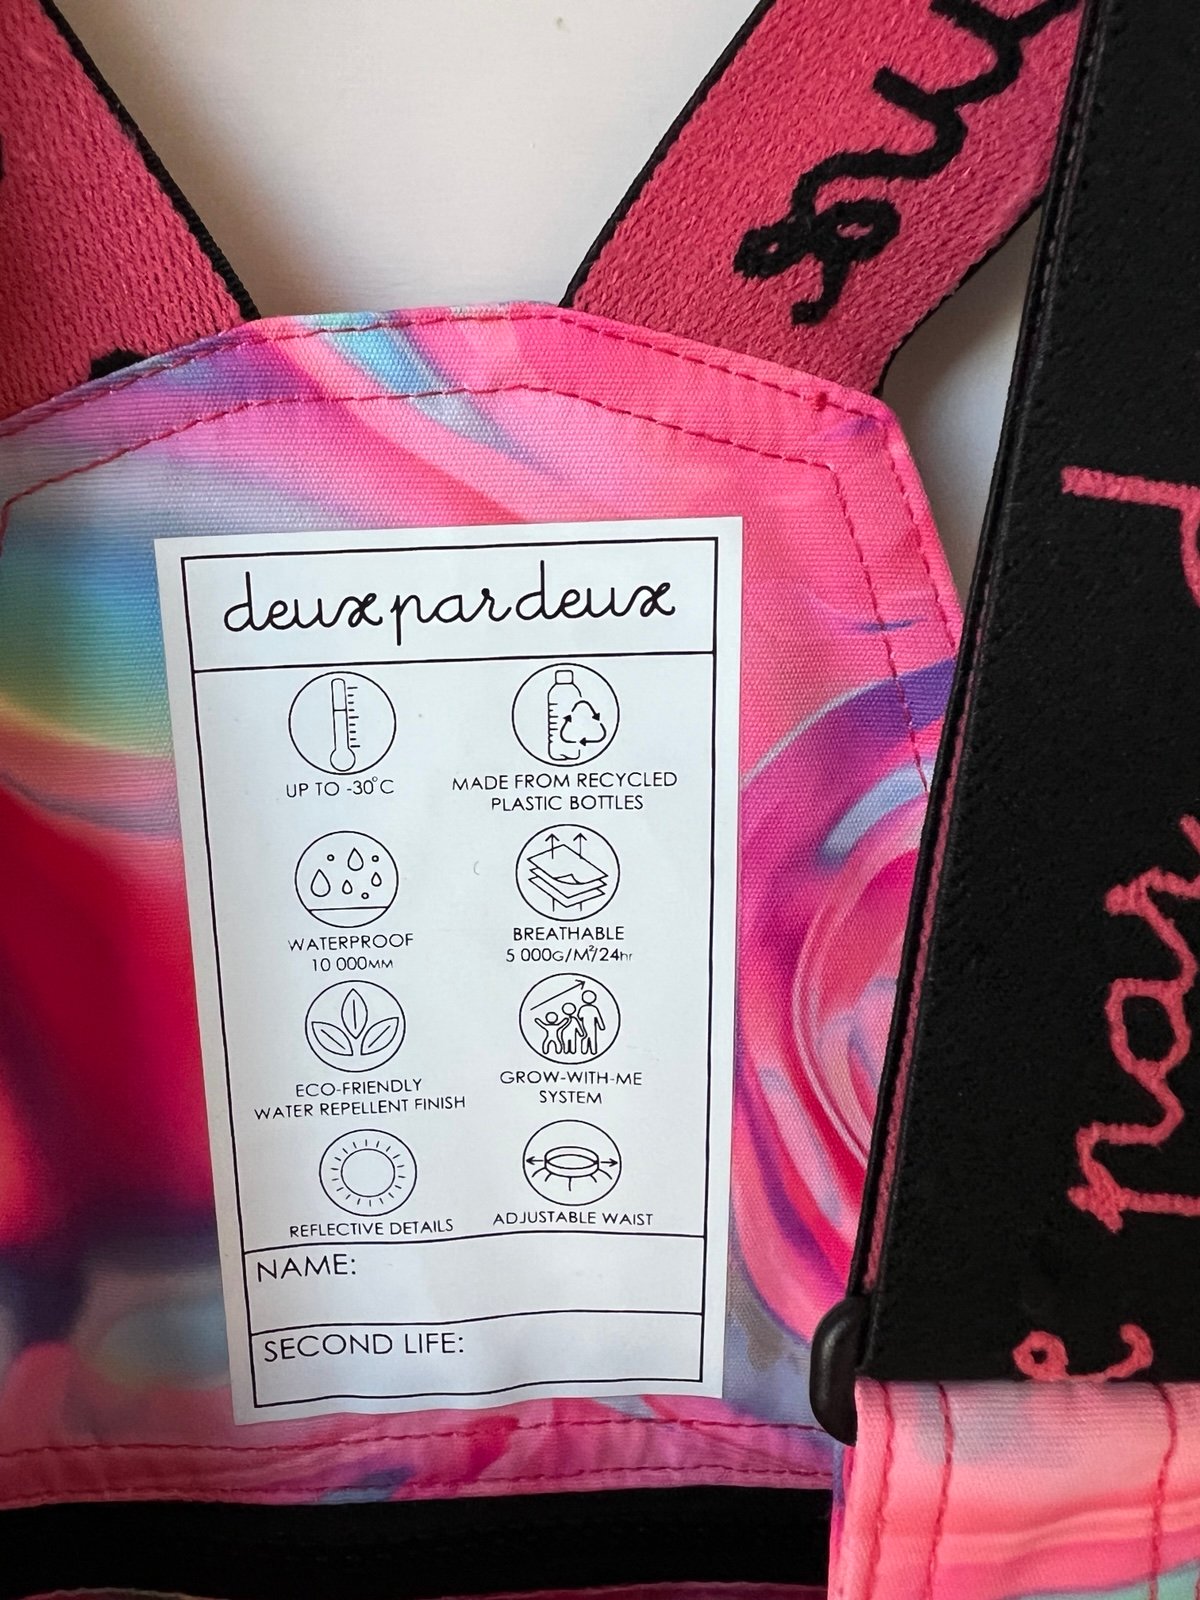 deux par deux
UP TO -30°C
MADE FROM RECYCLED
PLASTIC BOTTLES
WATERPROOF
10 000MM
BREATHABLE
5 000G/M²/24hr
ECO-FRIENDLY
WATER REPELLENT FINISH
GROW-WITH-ME
SYSTEM
REFLECTIVE DETAILS
ADJUSTABLE WAIST
NAME:
SECOND LIFE:
par